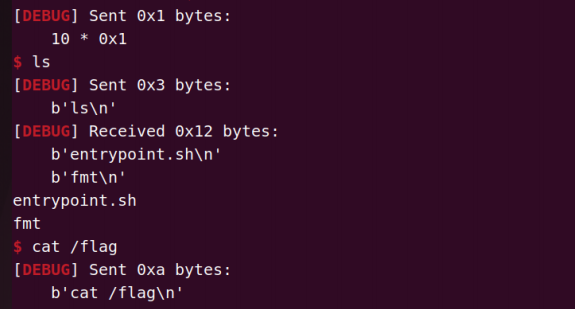 [DEBUG] Sent 0x1 bytes:
    10 * 0x1
$ ls
[DEBUG] Sent 0x3 bytes:
    b'ls\n'
[DEBUG] Received 0x12 bytes:
    b'entrypoint.sh\n'
    b'fmt\n'
entrypoint.sh
fmt
$ cat /flag
[DEBUG] Sent 0xa bytes:
    b'cat /flag\n'